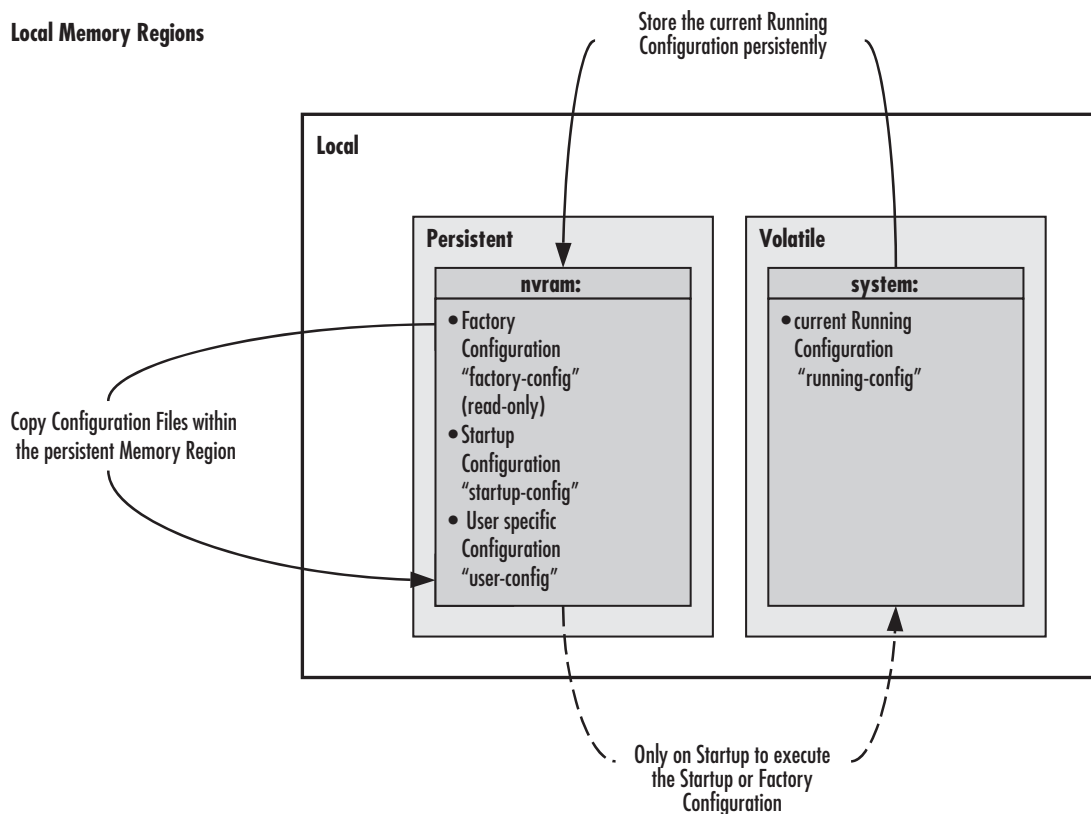 Local Memory Regions
Store the current Running
Configuration persistently
Local
Persistent
nvram:
• Factory
Configuration
“factory-config”
(read-only)
• Startup
Configuration
“startup-config”
• User specific
Configuration
“user-config”
Volatile
system:
• current Running
Configuration
“running-config”
Copy Configuration Files within
the persistent Memory Region
Only on Startup to execute
the Startup or Factory
Configuration